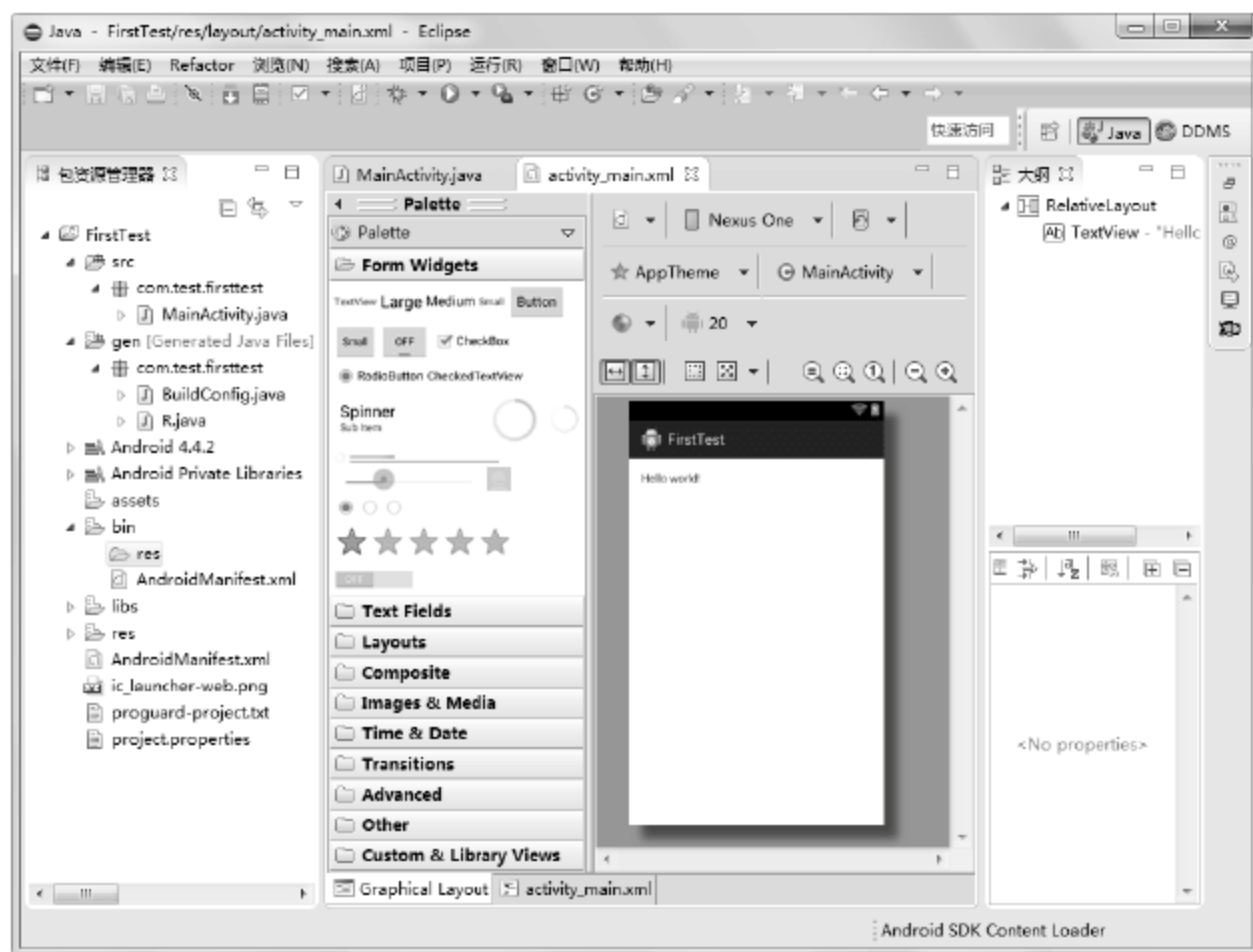 Java - FirstTest/res/layout/activity_main.xml - Eclipse
文件(F) 编辑(E) Refactor 浏览(N) 搜索(A) 项目(P) 运行(R) 窗口(W) 帮助(H)
快速访问 Java DDMS
包资源管理器
FirstTest
src
com.test.firsttest
MainActivity.java
gen [Generated Java Files]
com.test.firsttest
BuildConfig.java
R.java
Android 4.4.2
Android Private Libraries
assets
bin
res
AndroidManifest.xml
libs
res
AndroidManifest.xml
ic_launcher-web.png
proguard-project.txt
project.properties
MainActivity.java activity_main.xml
Palette
Palette
Form Widgets
TextView Large Medium Small Button
Small OFF CheckBox
RadioButton CheckedTextView
Spinner
Sub Item
OFF
Text Fields
Layouts
Composite
Images & Media
Time & Date
Transitions
Advanced
Other
Custom & Library Views
Graphical Layout activity_main.xml
Nexus One
AppTheme MainActivity
20
FirstTest
Hello world!
大纲
RelativeLayout
Ab TextView - "Hellc
<No properties>
Android SDK Content Loader